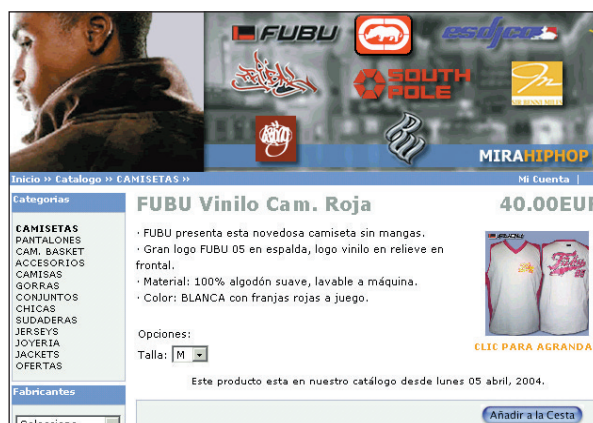 FUBU
ecko
SOUTH
POLE
SIR BENNI MILES
MIRAHIPHOP
Inicio » Catalogo » CAMISETAS »
Mi Cuenta |
Categorias
CAMISETAS
PANTALONES
CAM. BASKET
ACCESORIOS
CAMISAS
GORRAS
CONJUNTOS
CHICAS
SUDADERAS
JERSEYS
JOYERIA
JACKETS
OFERTAS
Fabricantes
FUBU Vinilo Cam. Roja
40.00EUR
· FUBU presenta esta novedosa camiseta sin mangas.
· Gran logo FUBU 05 en espalda, logo vinilo en relieve en
frontal.
· Material: 100% algodón suave, lavable a máquina.
· Color: BLANCA con franjas rojas a juego.
Opciones:
Talla: M
CLIC PARA AGRANDA
Este producto esta en nuestro catálogo desde lunes 05 abril, 2004.
Añadir a la Cesta